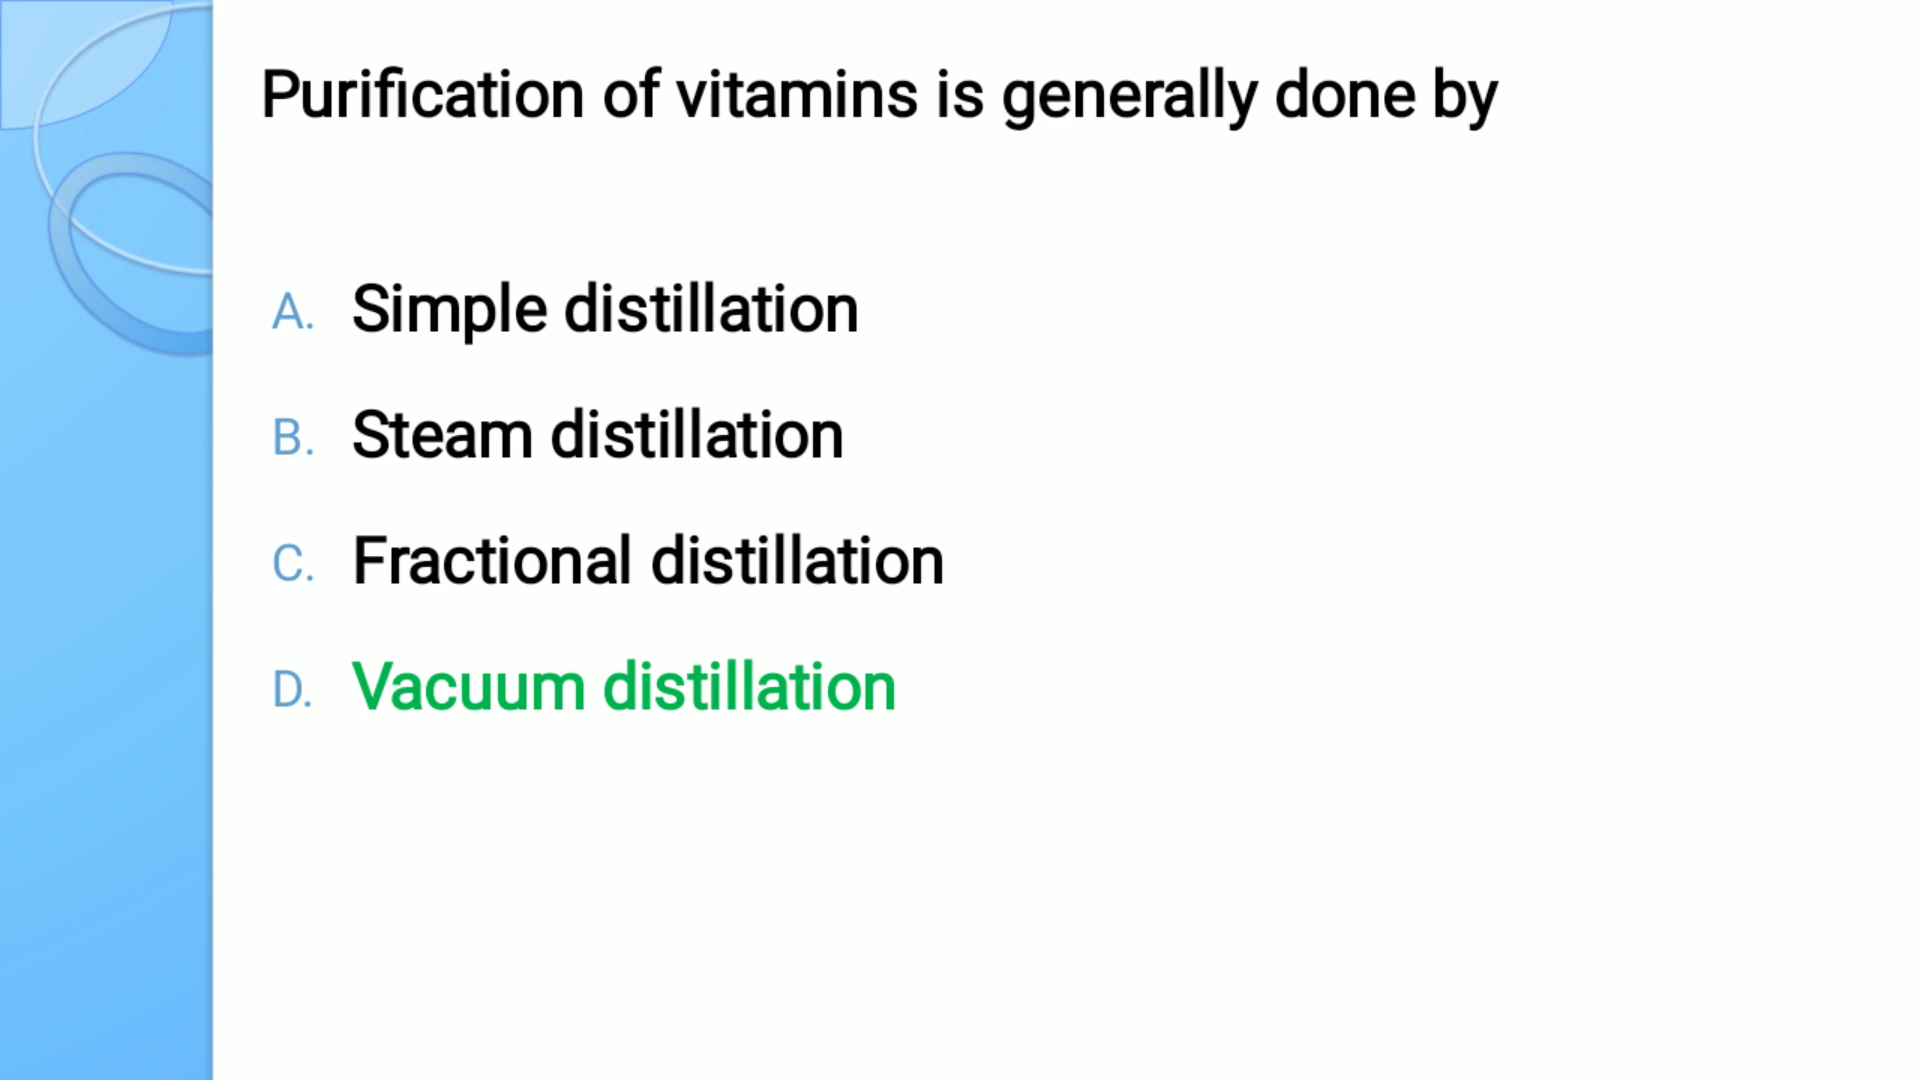 Purification of vitamins is generally done by
A. Simple distillation
B. Steam distillation
C. Fractional distillation
D. Vacuum distillation